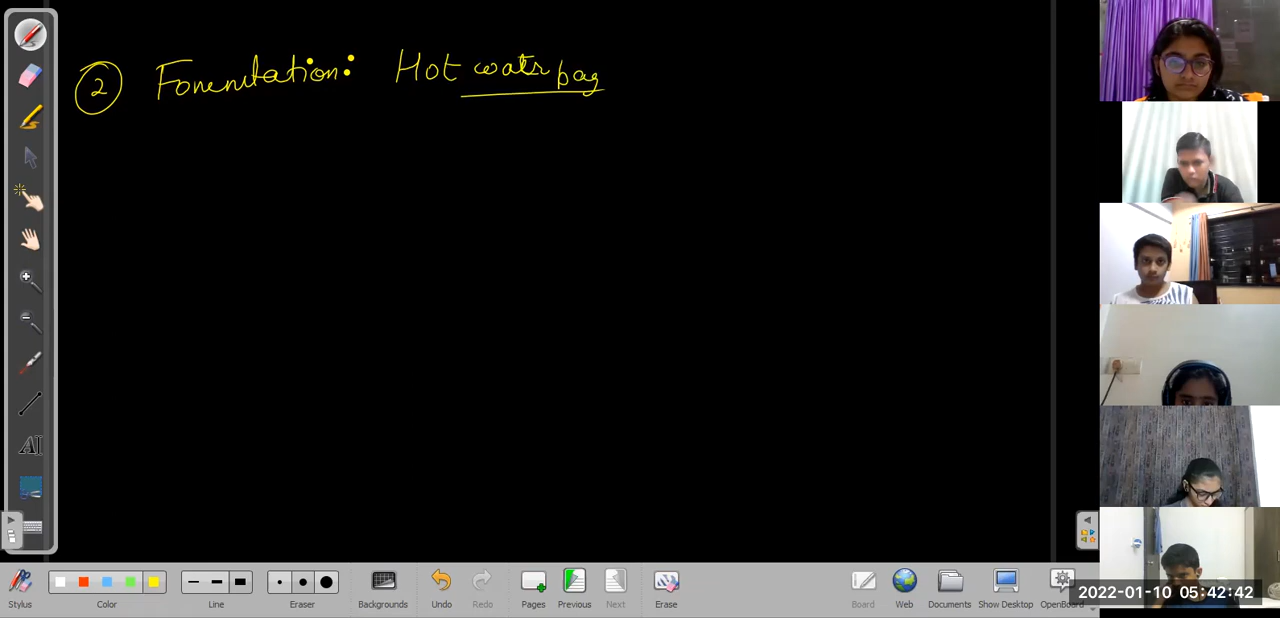 ② Fomentation: Hot water bag
Stylus
Color
Line
Eraser
Backgrounds
Undo
Redo
Pages
Previous
Next
Erase
Board
Web
Documents
Show Desktop
OpenBoard
2022-01-10 05:42:42